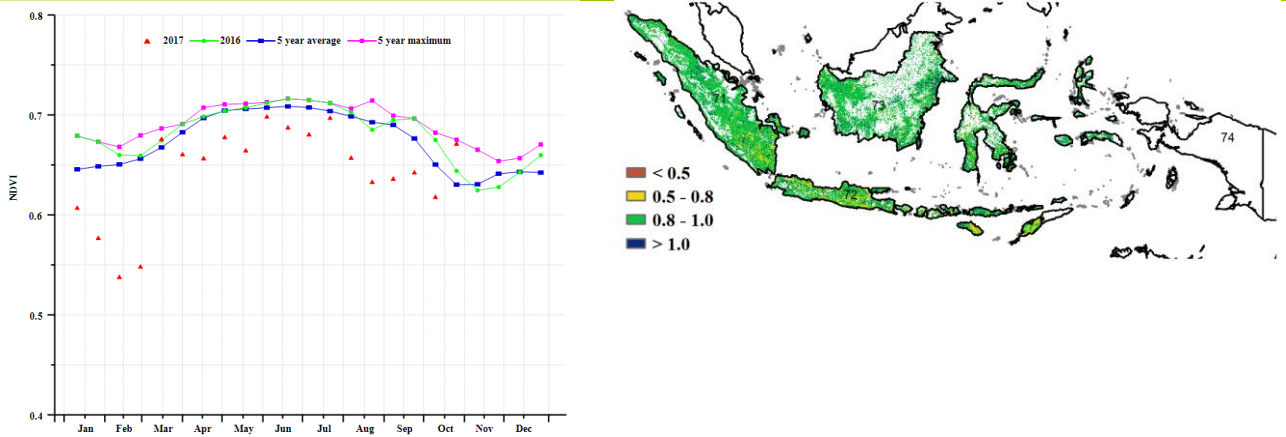 0.8
2017 2016 5 year average 5 year maximum
0.7
0.6
0.5
0.4
NDVI
Jan Feb Mar Apr May Jun Jul Aug Sep Oct Nov Dec
71
73
74
72
< 0.5
0.5 - 0.8
0.8 - 1.0
> 1.0